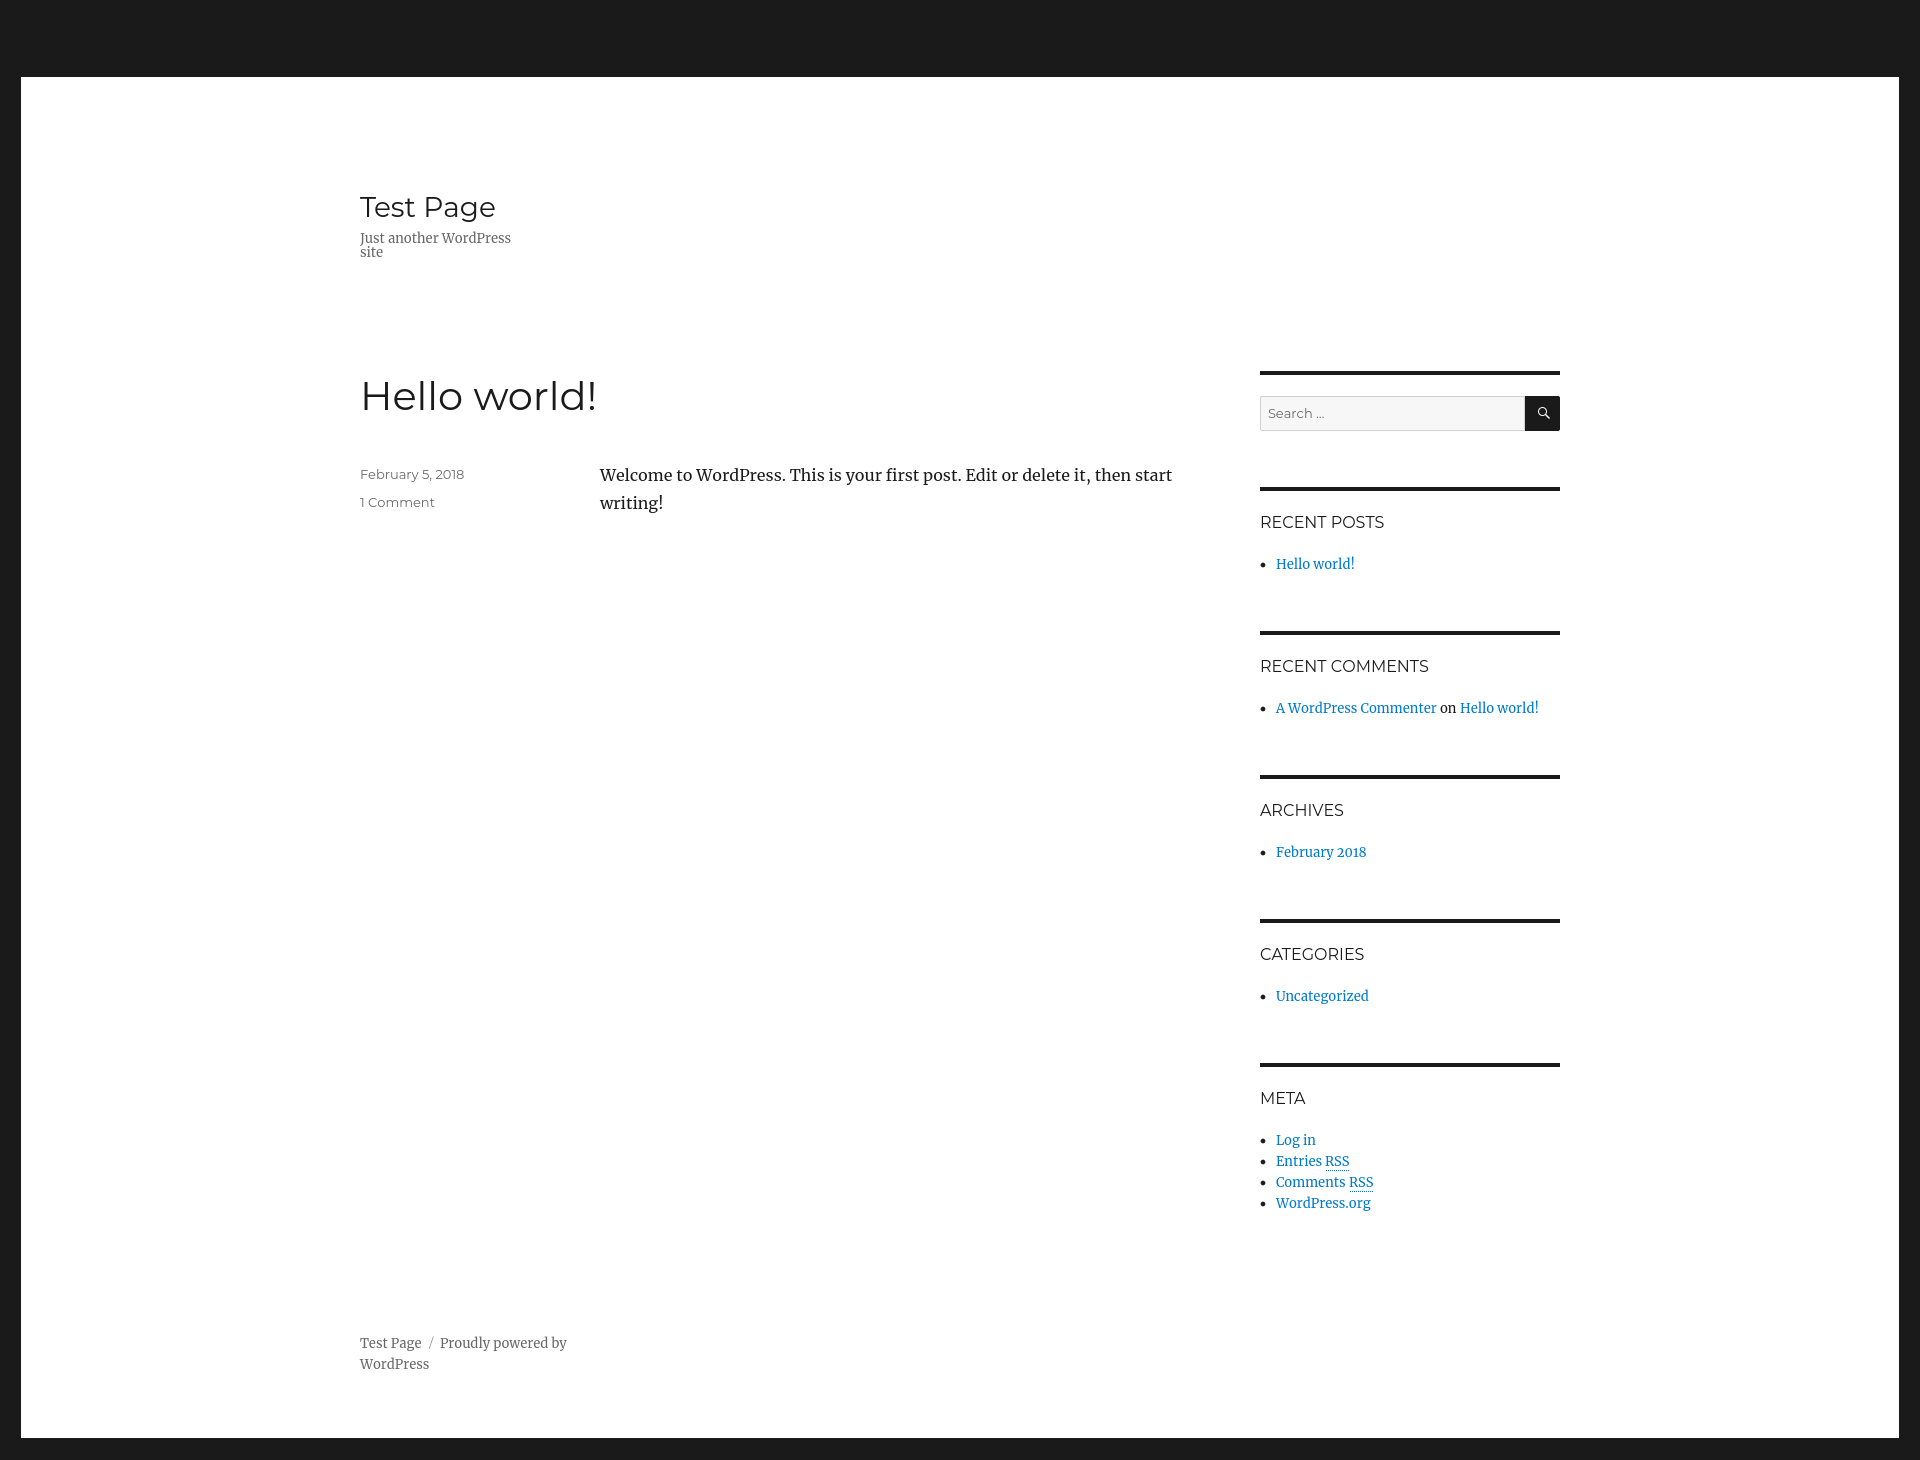 Test Page
Just another WordPress
site
Hello world!
February 5, 2018
1 Comment
Welcome to WordPress. This is your first post. Edit or delete it, then start
writing!
Search …
RECENT POSTS
Hello world!
RECENT COMMENTS
A WordPress Commenter on Hello world!
ARCHIVES
February 2018
CATEGORIES
Uncategorized
META
Log in
Entries RSS
Comments RSS
WordPress.org
Test Page / Proudly powered by
WordPress